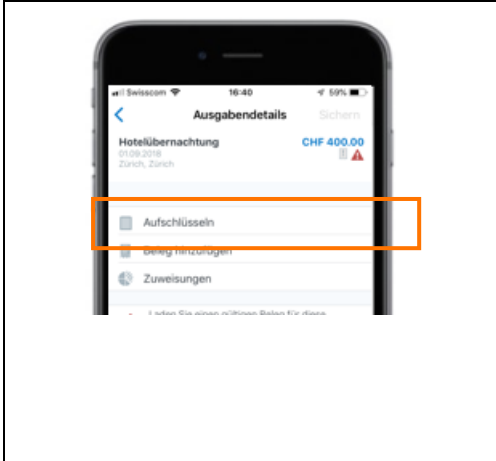 Swisscom 16:40 59%
Ausgabendetails Sichern
Hotelübernachtung CHF 400.00
01.09.2018
Zürich, Zürich
Aufschlüsseln
Beleg hinzufügen
Zuweisungen
Laden Sie einen gültigen Beleg für diese